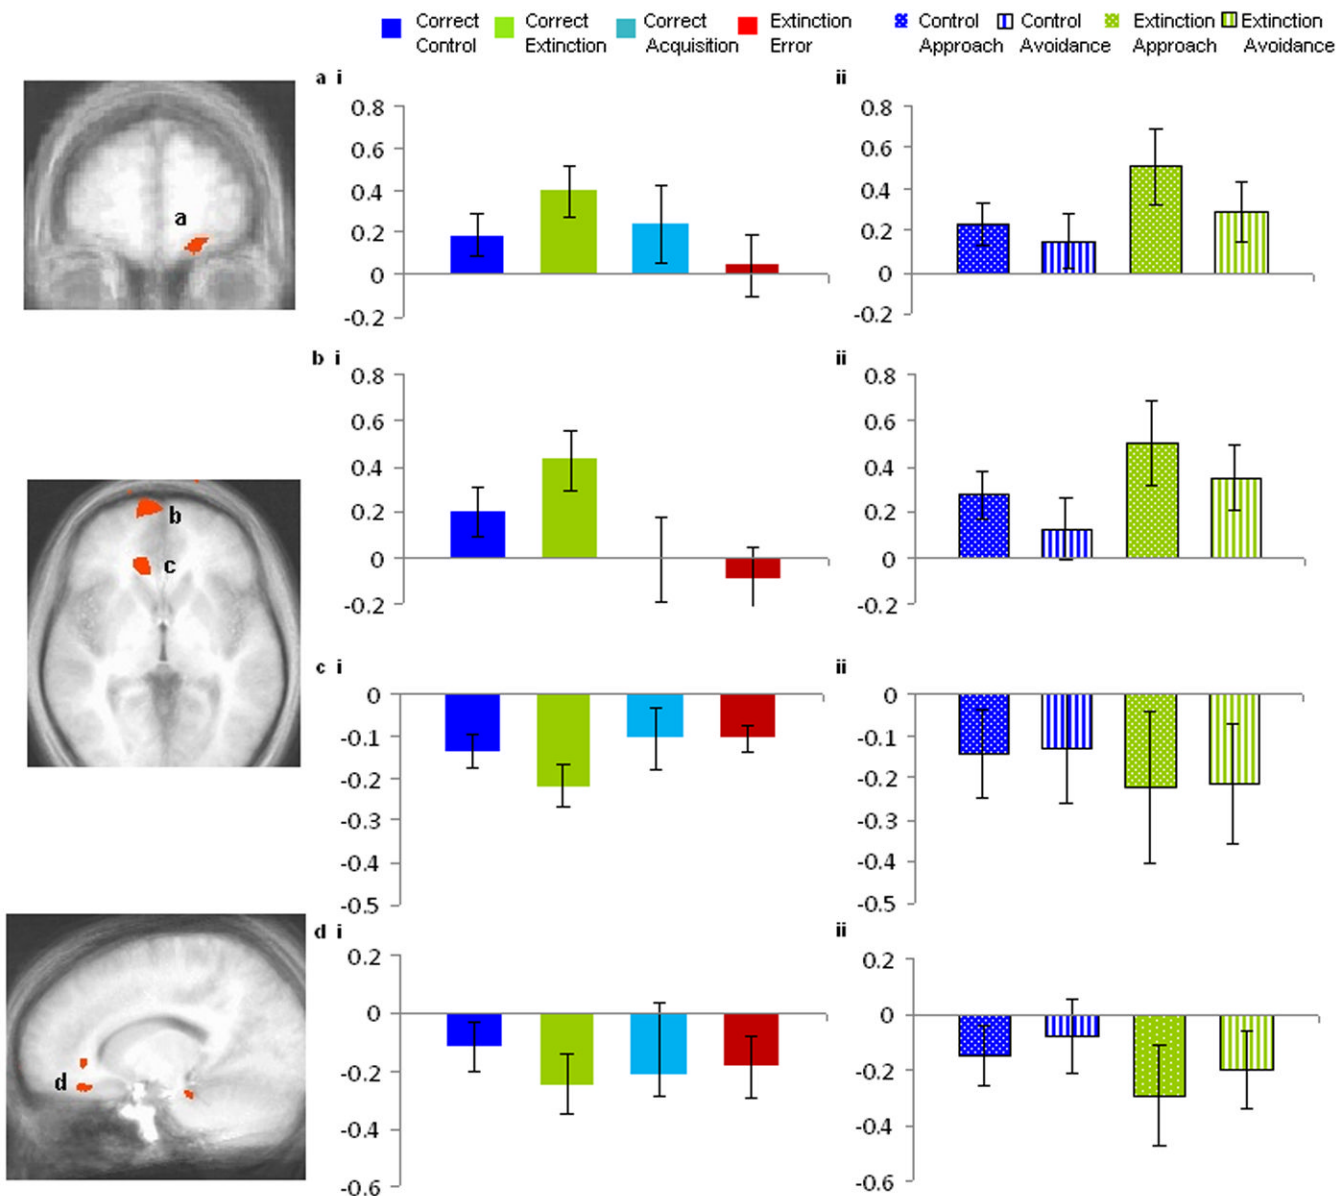 Correct Control
Correct Extinction
Correct Acquisition
Extinction Error
Control Approach
Control Avoidance
Extinction Approach
Extinction Avoidance
a i
0.8
0.6
0.4
0.2
0
-0.2
ii
0.8
0.6
0.4
0.2
0
-0.2
a
b i
0.8
0.6
0.4
0.2
0
-0.2
ii
0.8
0.6
0.4
0.2
0
-0.2
b
c
c i
0
-0.1
-0.2
-0.3
-0.4
-0.5
ii
0
-0.1
-0.2
-0.3
-0.4
-0.5
d i
0.2
0
-0.2
-0.4
-0.6
ii
0.2
0
-0.2
-0.4
-0.6
d